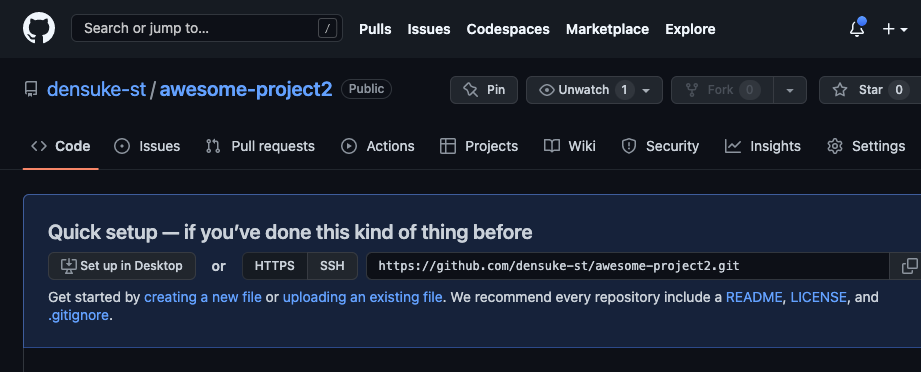 Search or jump to... / Pulls Issues Codespaces Marketplace Explore
densuke-st / awesome-project2 Public Pin Unwatch 1 Fork 0 Star 0
Code Issues Pull requests Actions Projects Wiki Security Insights Settings
Quick setup — if you've done this kind of thing before
Set up in Desktop or HTTPS SSH https://github.com/densuke-st/awesome-project2.git
Get started by creating a new file or uploading an existing file. We recommend every repository include a README, LICENSE, and
.gitignore.